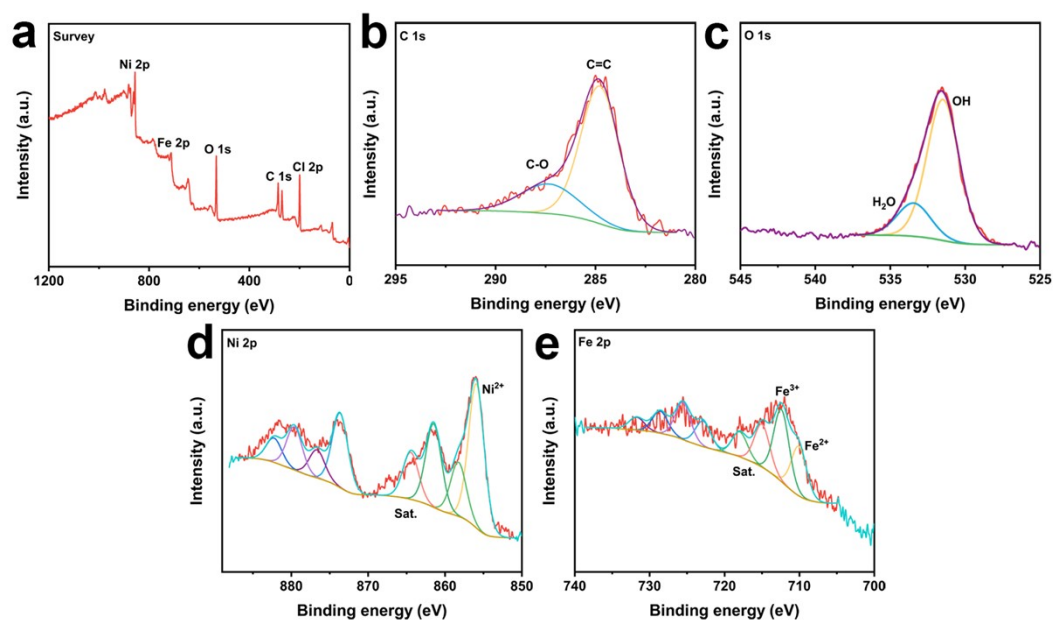 a
Survey
Ni 2p
Fe 2p
O 1s
C 1s
Cl 2p
Intensity (a.u.)
1200 800 400 0
Binding energy (eV)
b
C 1s
C=C
C-O
Intensity (a.u.)
295 290 285 280
Binding energy (eV)
c
O 1s
OH
H₂O
Intensity (a.u.)
545 540 535 530 525
Binding energy (eV)
d
Ni 2p
Ni²⁺
Sat.
Intensity (a.u.)
880 870 860 850
Binding energy (eV)
e
Fe 2p
Fe³⁺
Fe²⁺
Sat.
Intensity (a.u.)
740 730 720 710 700
Binding energy (eV)